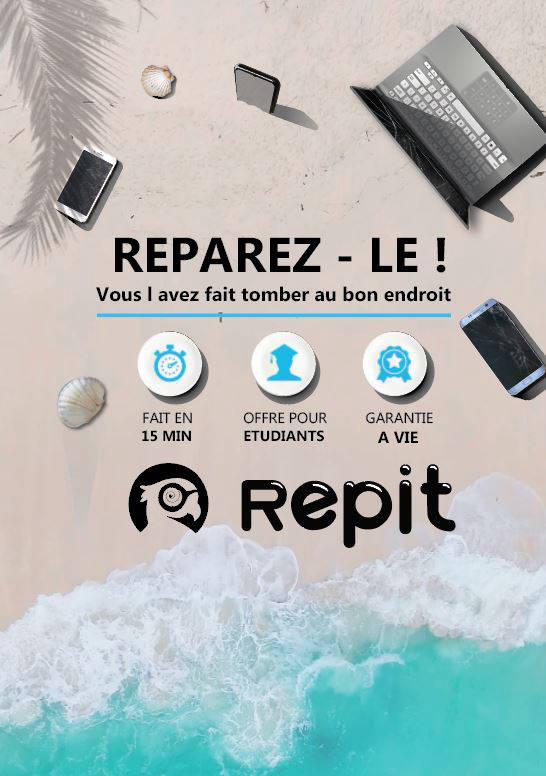 REPAREZ - LE !
Vous l avez fait tomber au bon endroit
FAIT EN
15 MIN
OFFRE POUR
ETUDIANTS
GARANTIE
A VIE
Repit